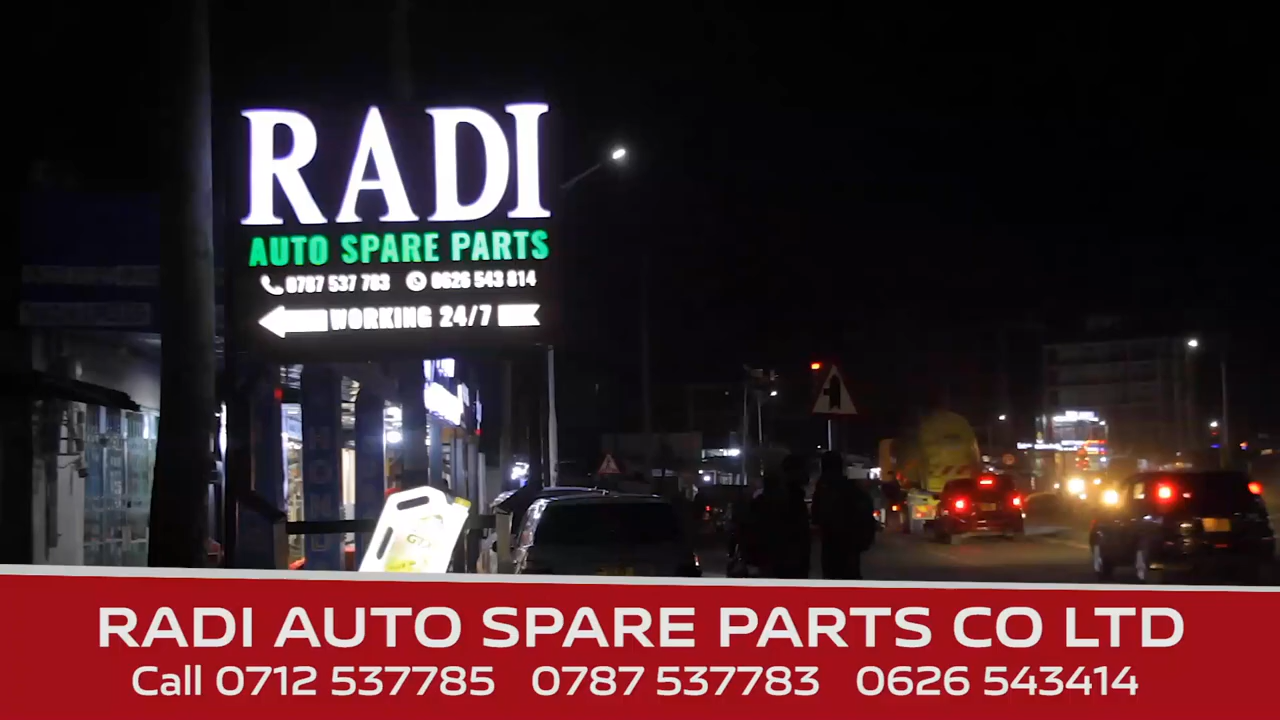 RADI
AUTO SPARE PARTS
0787 537 783 0626 543 814
WORKING 24/7
RADI AUTO SPARE PARTS CO LTD
Call 0712 537785 0787 537783 0626 543414